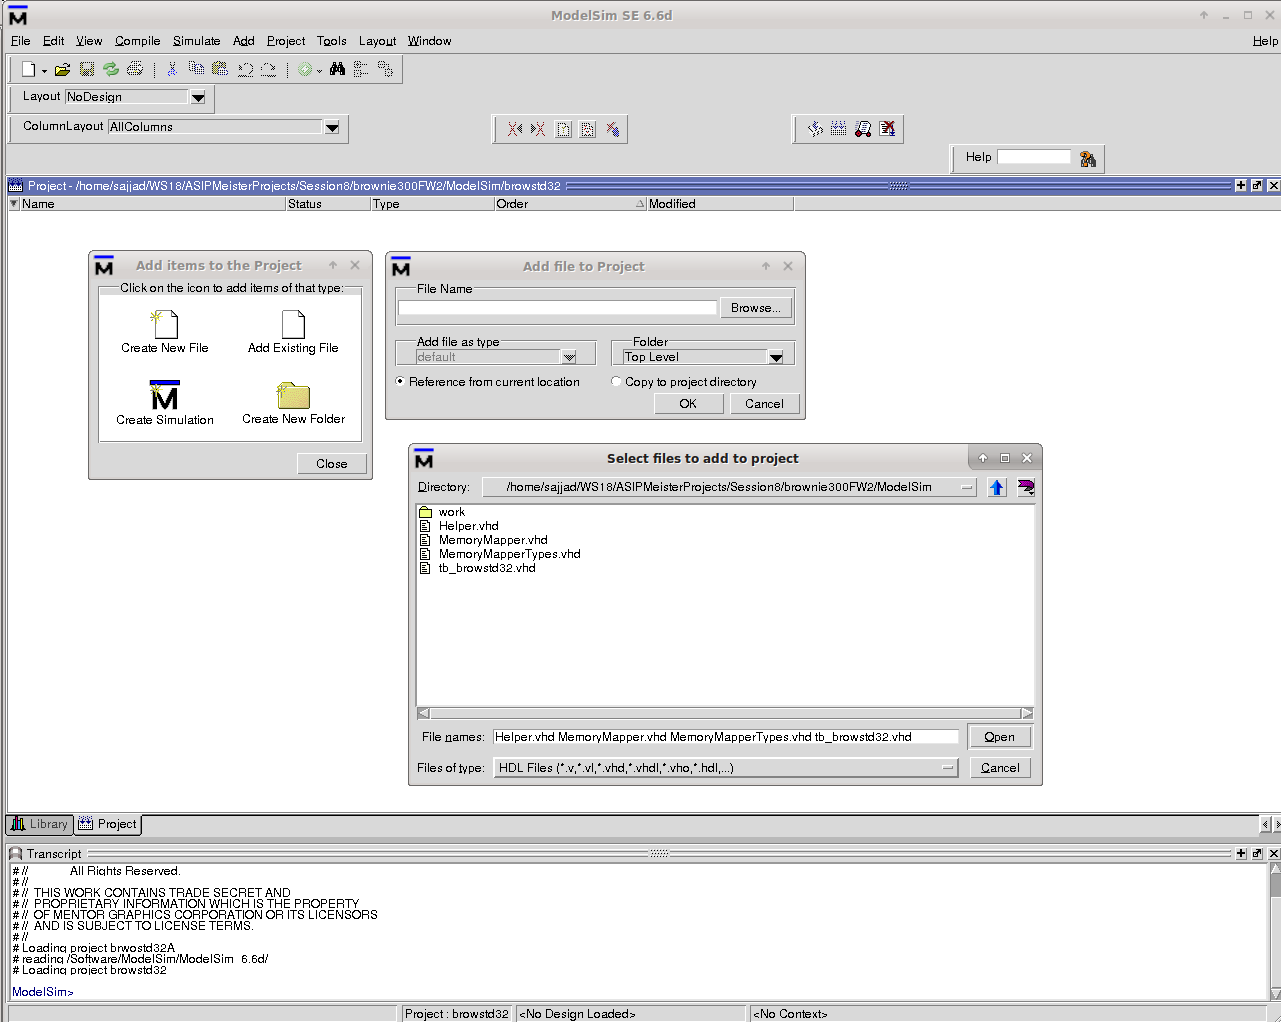 ModelSim SE 6.6d
File Edit View Compile Simulate Add Project Tools Layout Window Help
Layout NoDesign
ColumnLayout AllColumns
Help
Project - /home/sajjad/WS18/ASIPMeisterProjects/Session8/brownie300FW2/ModelSim/browstd32
Name Status Type Order Modified
Add items to the Project
Click on the icon to add items of that type:
Create New File Add Existing File
Create Simulation Create New Folder
Close
Add file to Project
File Name
Browse...
Add file as type Folder
default Top Level
Reference from current location Copy to project directory
OK Cancel
Select files to add to project
Directory: /home/sajjad/WS18/ASIPMeisterProjects/Session8/brownie300FW2/ModelSim
work
Helper.vhd
MemoryMapper.vhd
MemoryMapperTypes.vhd
tb_browstd32.vhd
File names: Helper.vhd MemoryMapper.vhd MemoryMapperTypes.vhd tb_browstd32.vhd Open
Files of type: HDL Files (*.v,*.vl,*.vhd,*.vhdl,*.vho,*.hdl,...) Cancel
Library Project
Transcript
# // All Rights Reserved.
# //
# // THIS WORK CONTAINS TRADE SECRET AND
# // PROPRIETARY INFORMATION WHICH IS THE PROPERTY
# // OF MENTOR GRAPHICS CORPORATION OR ITS LICENSORS
# // AND IS SUBJECT TO LICENSE TERMS.
# //
# Loading project brwostd32A
# reading /Software/ModelSim/ModelSim_6.6d/
# Loading project browstd32
ModelSim>
Project : browstd32 <No Design Loaded> <No Context>